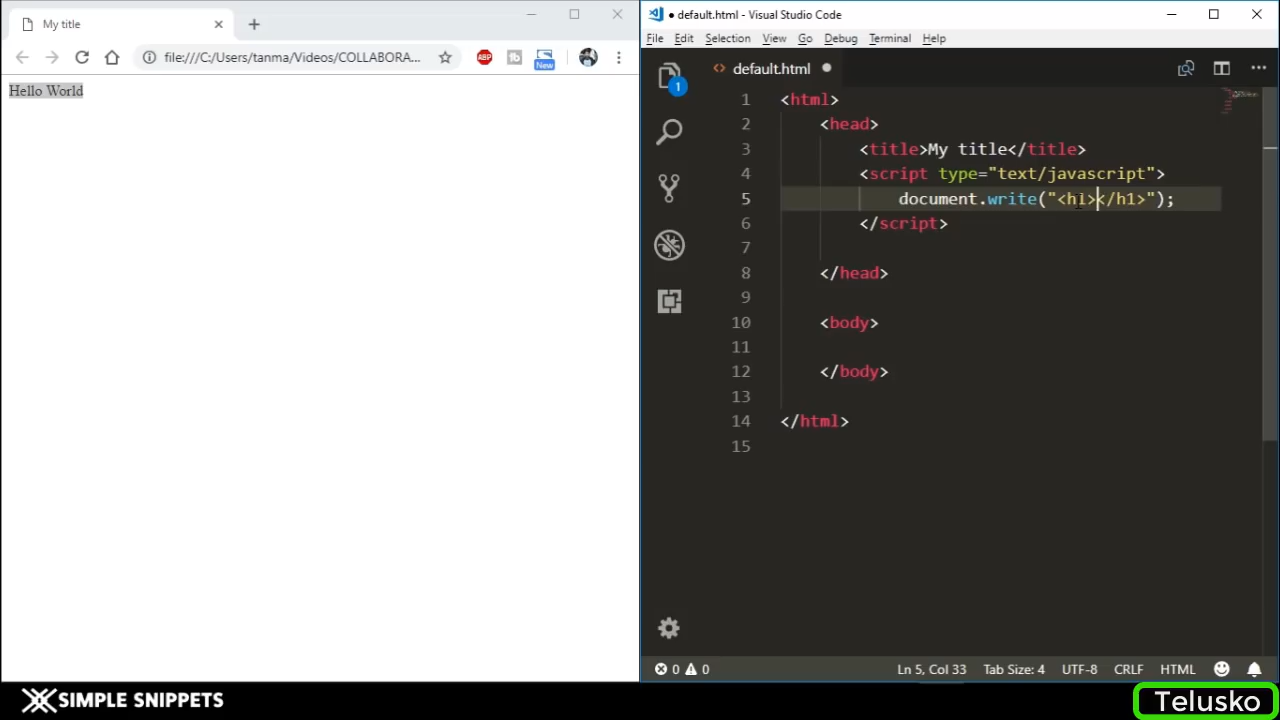 My title
file:///C:/Users/tanma/Videos/COLLABORA...
ABP
New
Hello World
default.html - Visual Studio Code
File Edit Selection View Go Debug Terminal Help
1
default.html
1 <html>
2 <head>
3 <title>My title</title>
4 <script type="text/javascript">
5 document.write("<h1></h1>");
6 </script>
7
8 </head>
9
10 <body>
11
12 </body>
13
14 </html>
15
0 0 Ln 5, Col 33 Tab Size: 4 UTF-8 CRLF HTML
SIMPLE SNIPPETS
Telusko